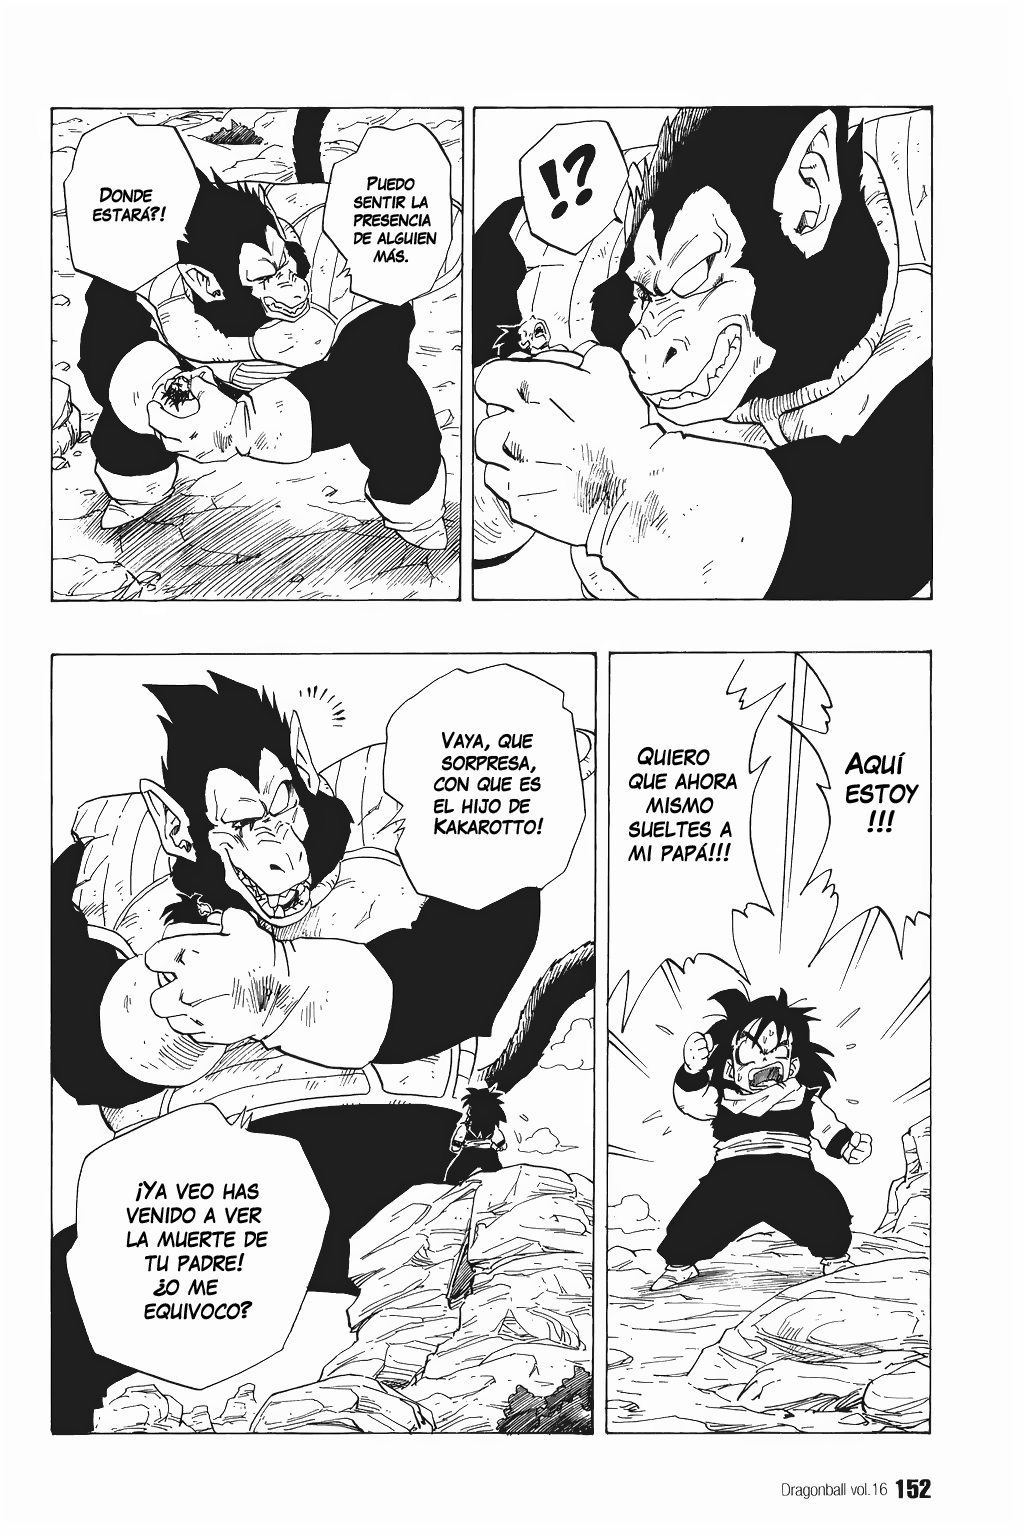 !?
PUEDO
SENTIR LA
PRESENCIA
DE ALGUIEN
MÁS.
DONDE
ESTARÁ?!
AQUÍ
ESTOY
!!!
QUIERO
QUE AHORA
MISMO
SUELTES A
MI PAPÁ!!!
VAYA, QUE
SORPRESA,
CON QUE ES
EL HIJO DE
KAKAROTTO!
¡YA VEO HAS
VENIDO A VER
LA MUERTE DE
TU PADRE!
¿O ME
EQUIVOCO?
Dragonball vol.16 152